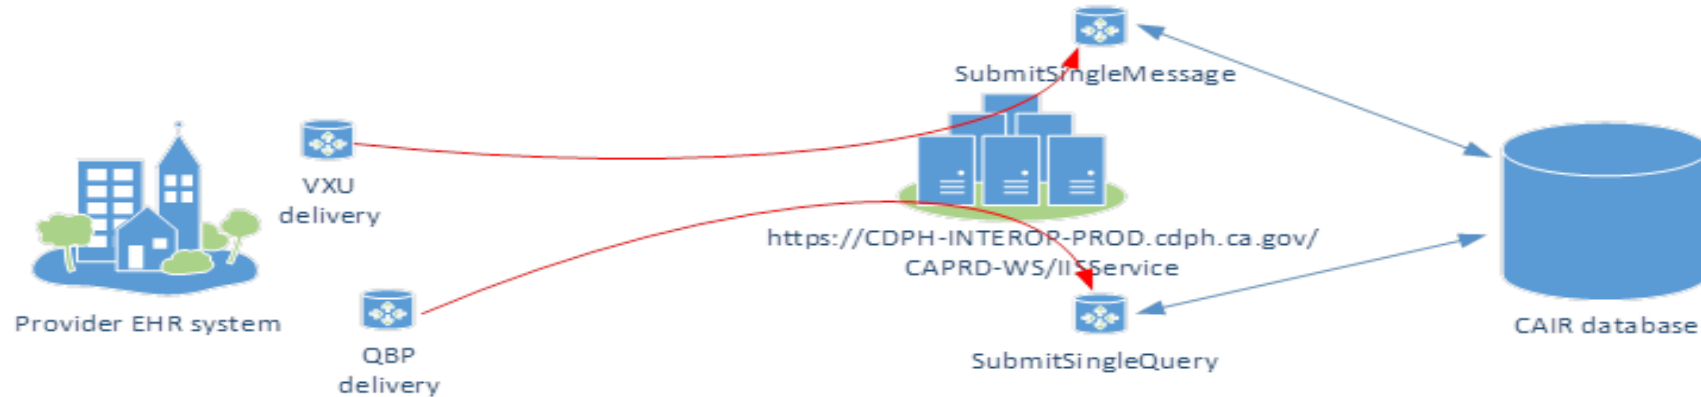 SubmitSingleMessage
VXU
delivery
https://CDPH-INTEROP-PROD.cdph.ca.gov/
CAPRD-WS/IISService
Provider EHR system
QBP
delivery
SubmitSingleQuery
CAIR database